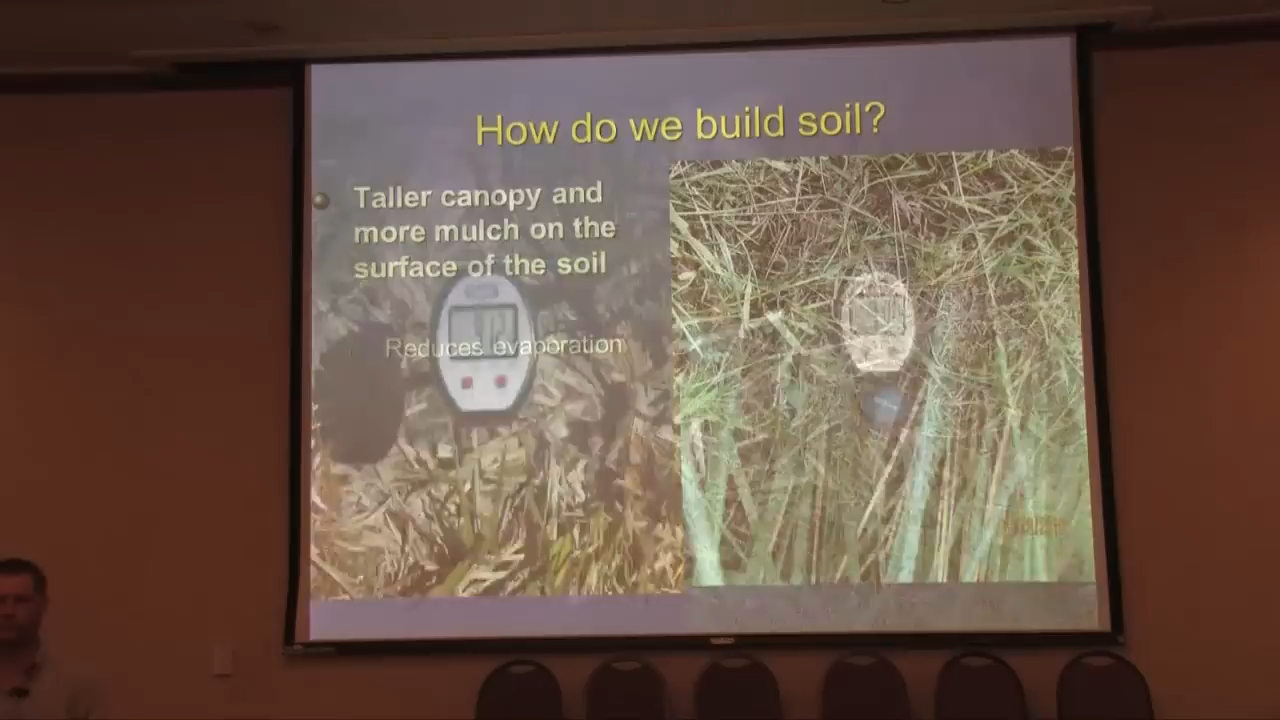 How do we build soil?
Taller canopy and
more mulch on the
surface of the soil
Reduces evaporation